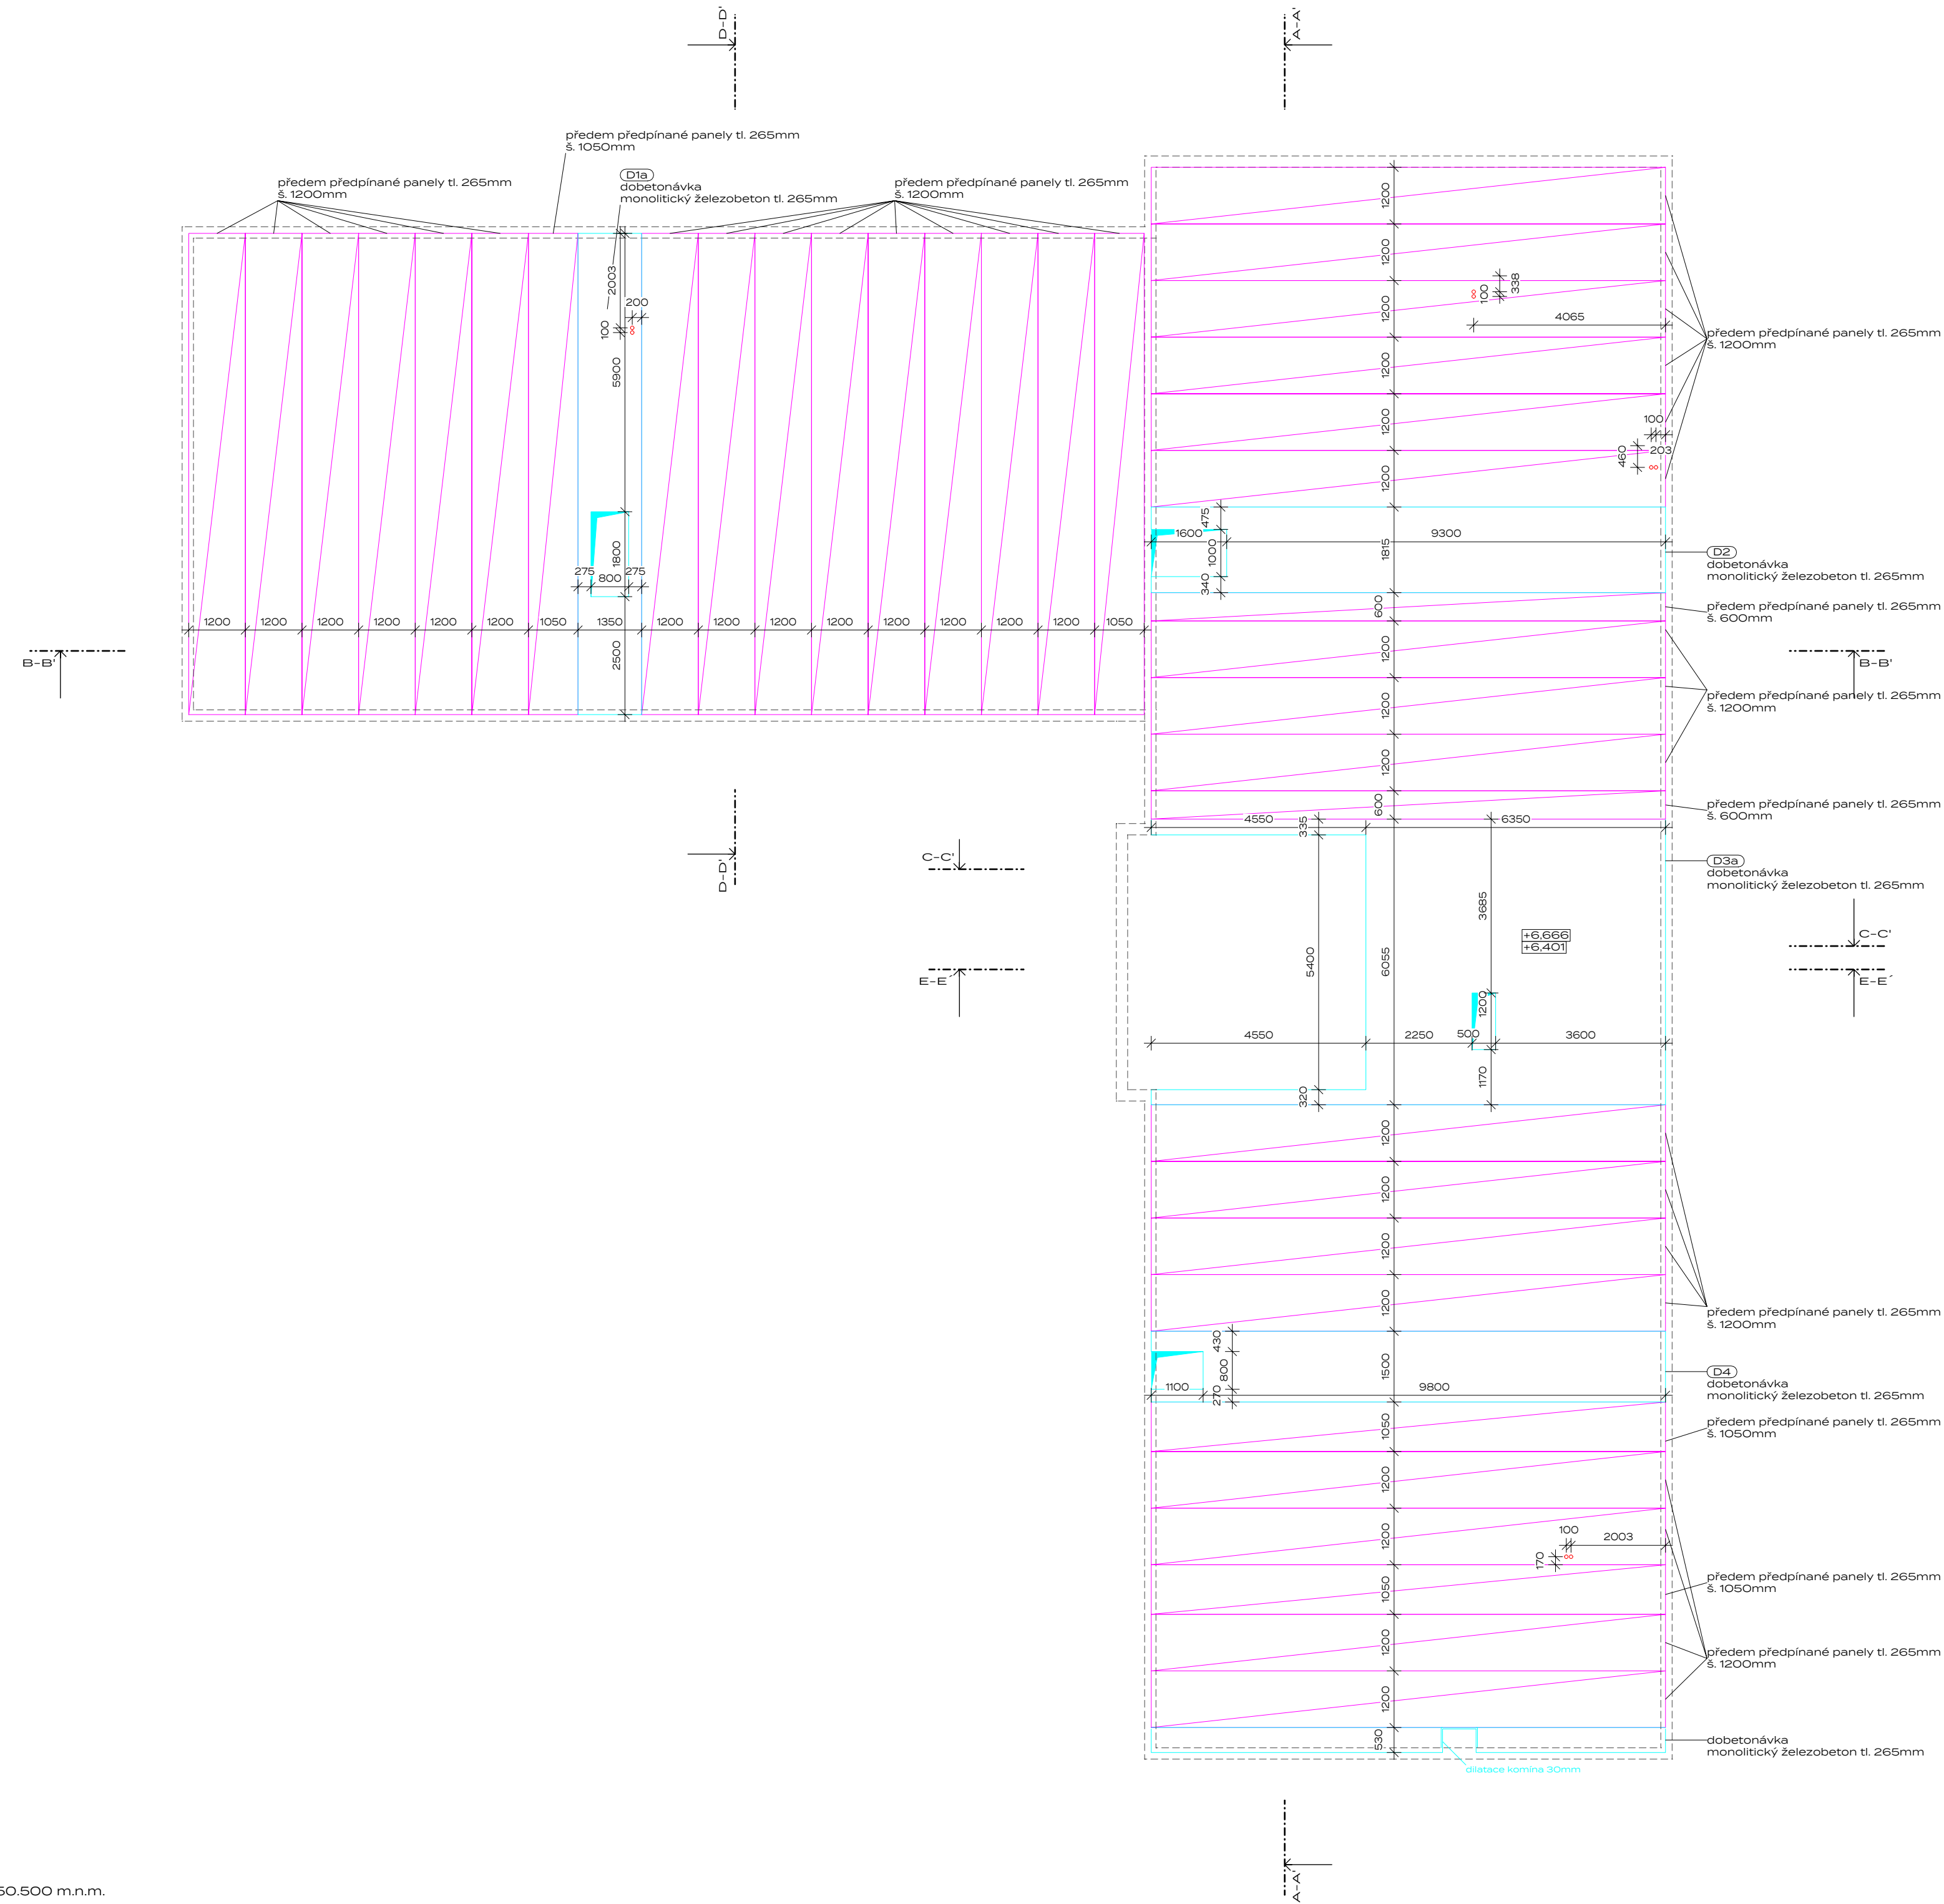 D-D'
A-A'
předem předpínané panely tl. 265mm
š. 1050mm
předem předpínané panely tl. 265mm
š. 1200mm
D1a
dobetonávka
monolitický železobeton tl. 265mm
předem předpínané panely tl. 265mm
š. 1200mm
2003
200
100
5900
1800
275
800
275
2500
1200
1200
1200
1200
1200
1200
1050
1350
1200
1200
1200
1200
1200
1200
1200
1200
1050
B-B'
B-B'
D-D'
C-C'
C-C'
E-E´
E-E´
1200
1200
338
100
1200
4065
předem předpínané panely tl. 265mm
š. 1200mm
1200
1200
100
203
460
1200
475
1600
1000
1815
9300
340
D2
dobetonávka
monolitický železobeton tl. 265mm
600
předem předpínané panely tl. 265mm
š. 600mm
1200
1200
předem předpínané panely tl. 265mm
š. 1200mm
1200
600
předem předpínané panely tl. 265mm
š. 600mm
4550
335
6350
D3a
dobetonávka
monolitický železobeton tl. 265mm
3685
+6,666
+6,401
5400
6055
1200
4550
2250
500
3600
1170
320
1200
1200
1200
1200
předem předpínané panely tl. 265mm
š. 1200mm
430
800
1500
1100
270
9800
D4
dobetonávka
monolitický železobeton tl. 265mm
1050
předem předpínané panely tl. 265mm
š. 1050mm
1200
1200
100
2003
170
1050
předem předpínané panely tl. 265mm
š. 1050mm
1200
předem předpínané panely tl. 265mm
š. 1200mm
1200
530
dobetonávka
monolitický železobeton tl. 265mm
dilatace komína 30mm
A-A'
50.500 m.n.m.